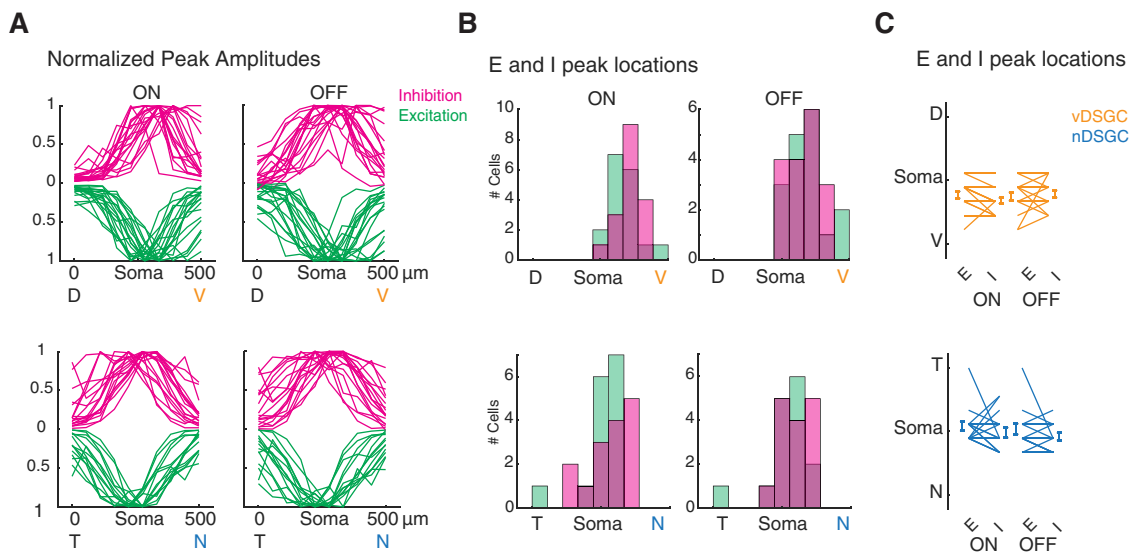 A
Normalized Peak Amplitudes
ON
OFF
Inhibition
Excitation
1
0.5
0
0.5
1
0 Soma 500
0 Soma 500 μm
D V
D V
1
0.5
0
0.5
1
0 Soma 500
0 Soma 500 μm
T N
T N
B
E and I peak locations
ON
OFF
# Cells
10
8
6
4
2
0
D Soma V
6
4
2
0
D Soma V
# Cells
6
4
2
0
T Soma N
6
4
2
0
T Soma N
C
E and I peak locations
vDSGC
nDSGC
D
Soma
V
E I E I
ON OFF
T
Soma
N
E I E I
ON OFF